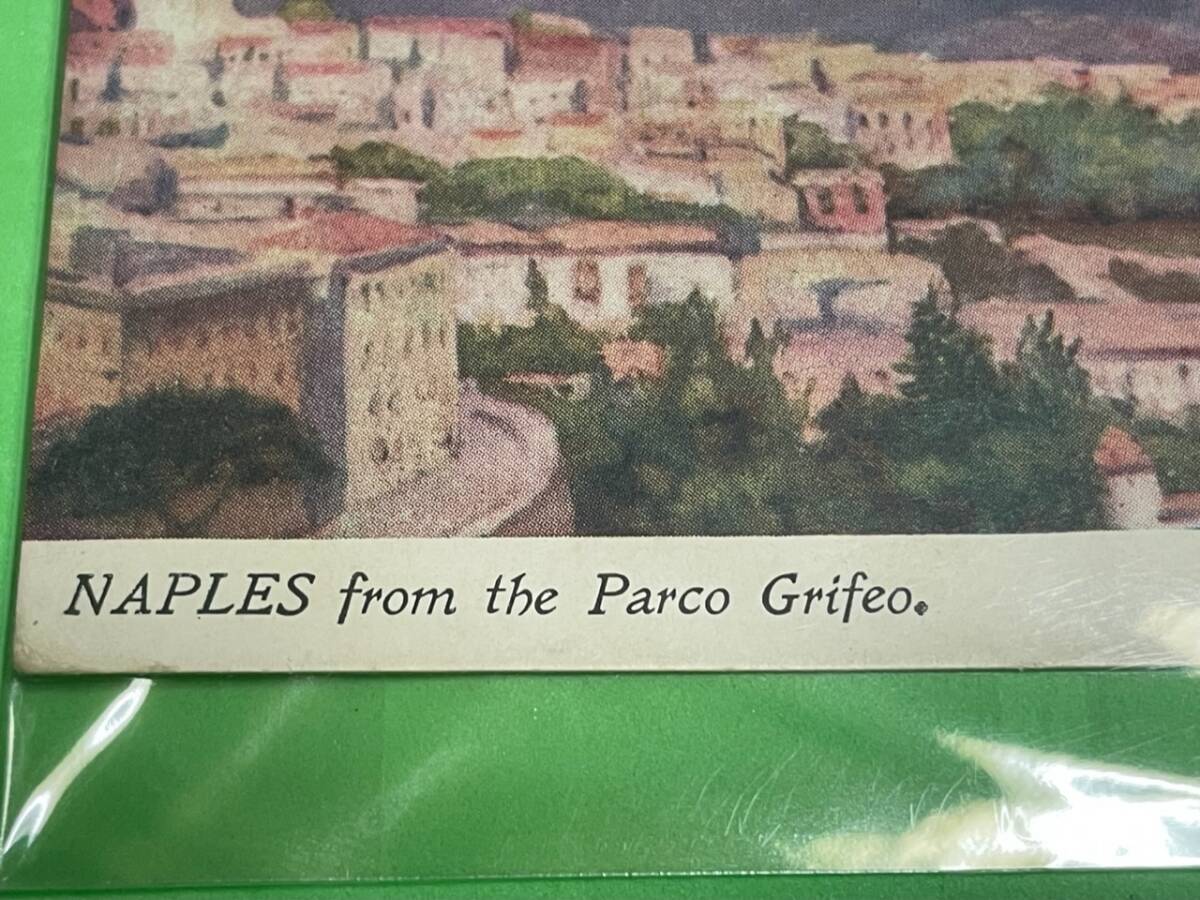 NAPLES from the Parco Grifeo.